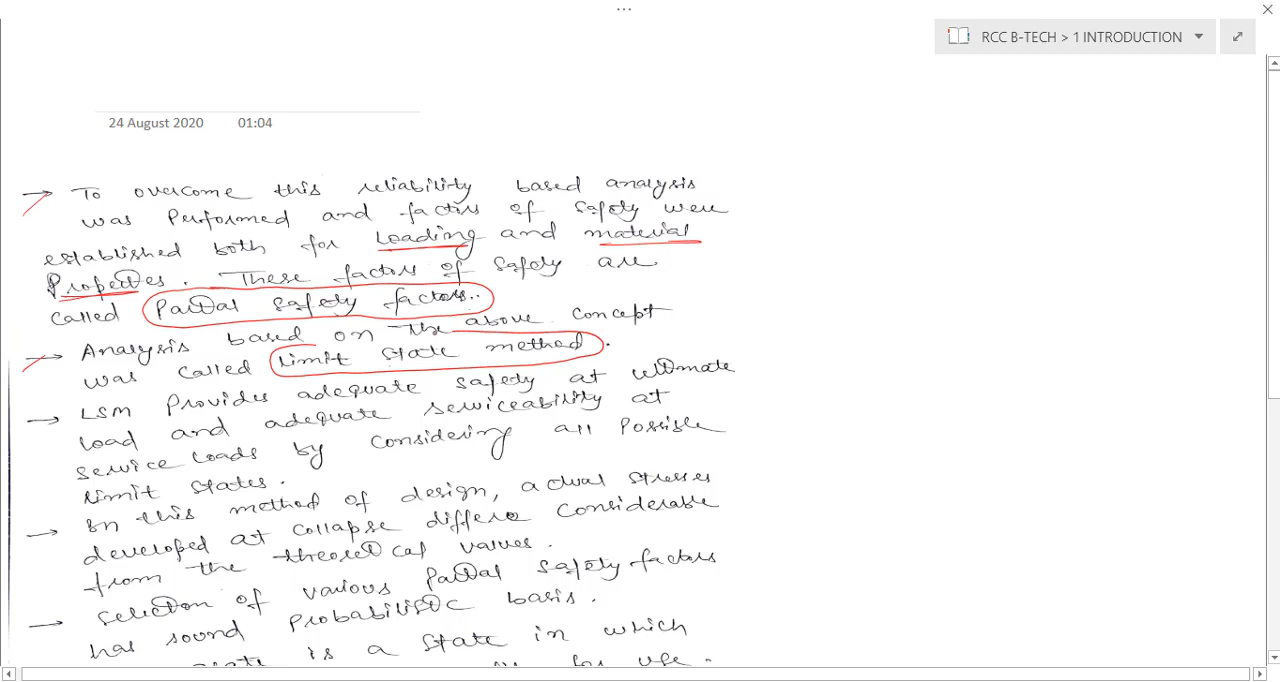 RCC B-TECH > 1 INTRODUCTION
24 August 2020 01:04
→ To overcome this reliability based analysis
was performed and factors of safety were
established both for Loading and material
Properties. These factors of safety are
called Partial safety factors..
→ Analysis based on the above concept
was called Limit state method.
→ LSM Provides adequate safety at ultimate
load and adequate serviceability at
service loads by considering all Possible
Limit states.
→ In this method of design, actual stresses
developed at collapse differe considerable
from the theoretical values.
→ Selection of various Partial safety factors
has sound Probabilistic basis.
is a state in which
for use.